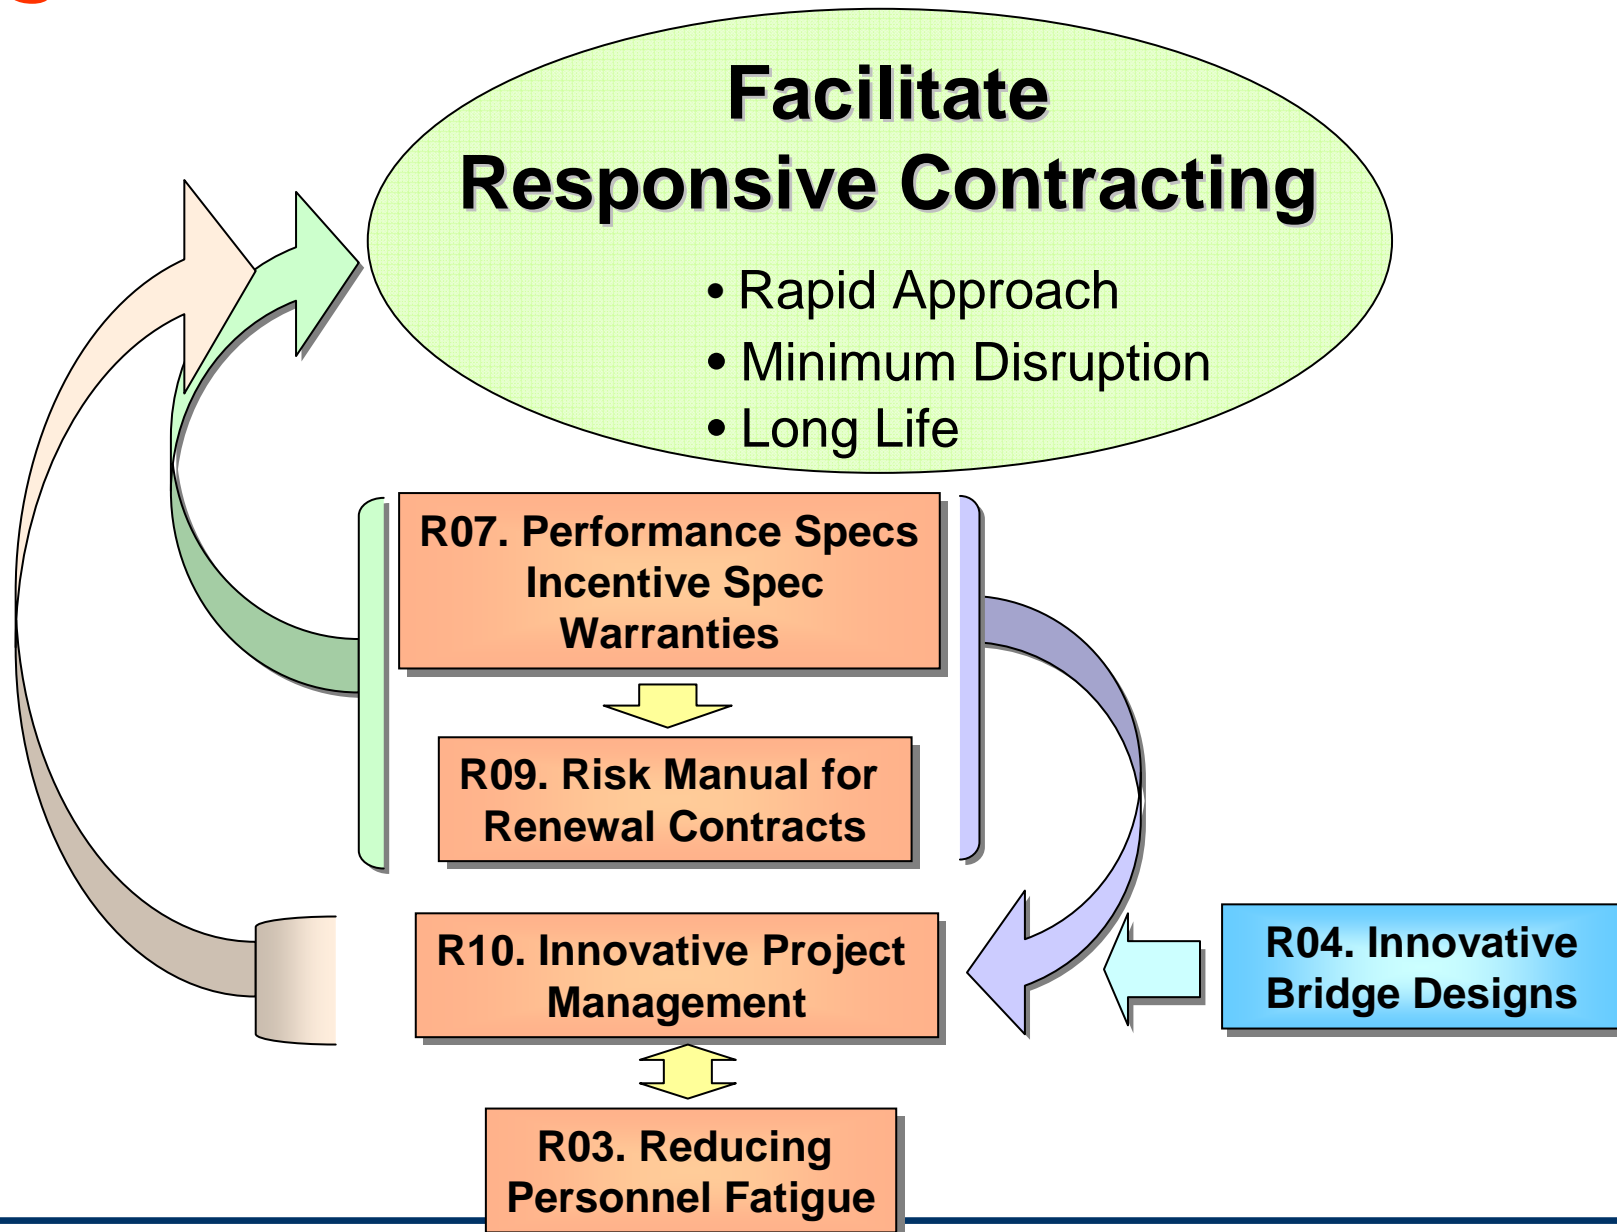 Facilitate
Responsive Contracting
• Rapid Approach
• Minimum Disruption
• Long Life
R07. Performance Specs
Incentive Spec
Warranties
R09. Risk Manual for
Renewal Contracts
R10. Innovative Project
Management
R04. Innovative
Bridge Designs
R03. Reducing
Personnel Fatigue